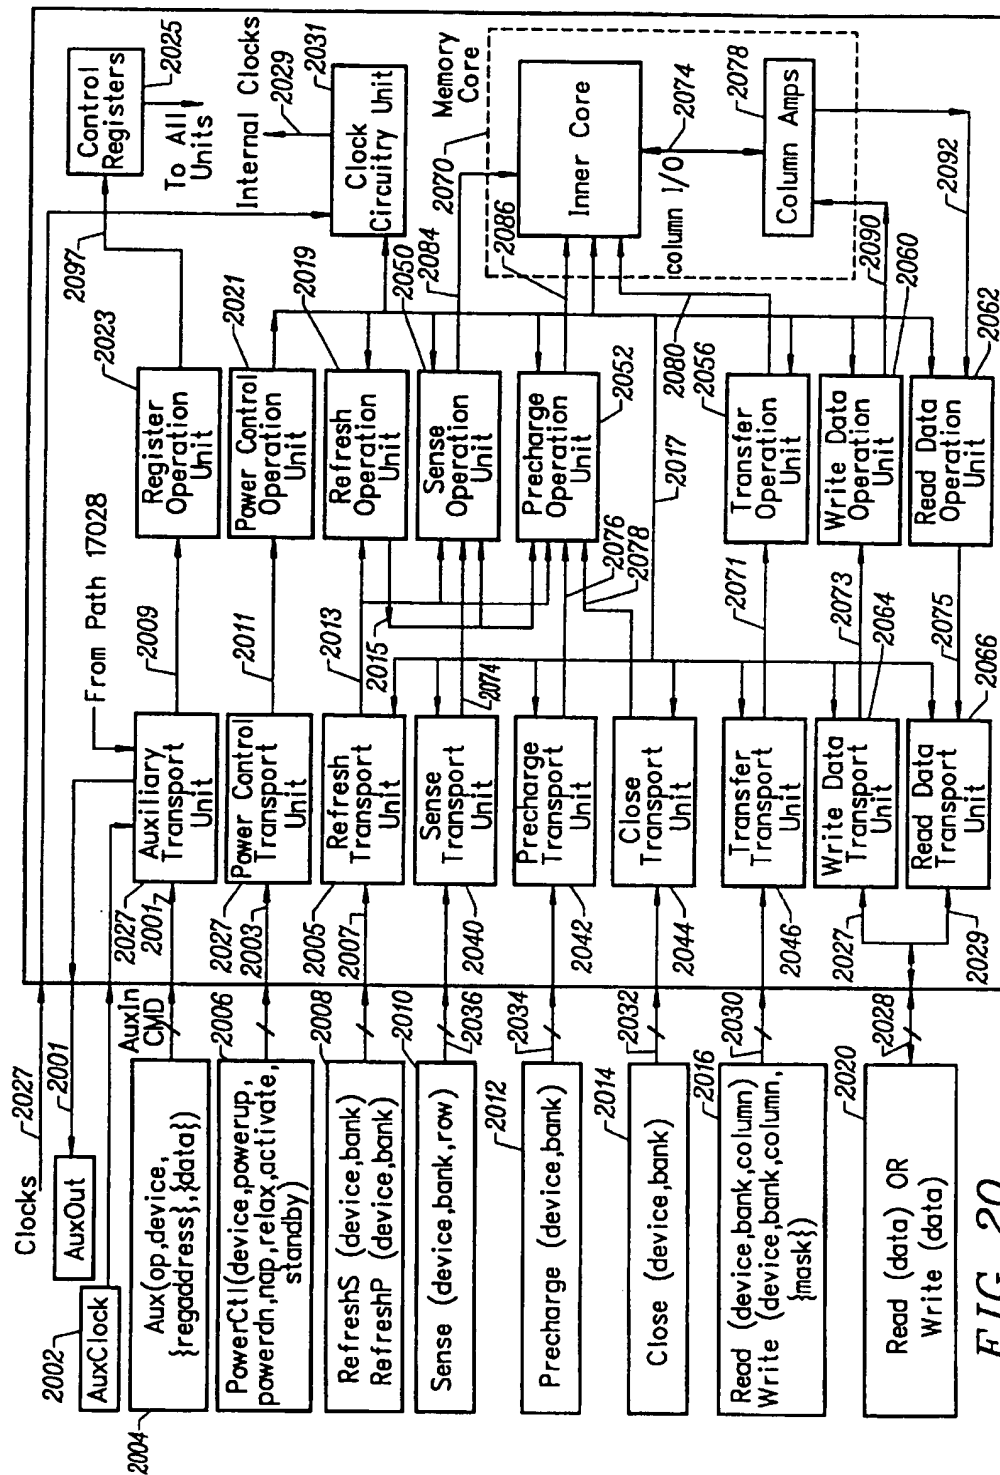 Clocks
2027
AuxOut
2001
2002
AuxClock
2004
Aux(op,device,
{regaddress},{data})
AuxIn
CMD
2006
PowerCtl(device,powerup,
powerdn,nap,relax,activate,
standby)
2008
RefreshS (device,bank)
RefreshP (device,bank)
2010
Sense (device,bank,row)
2036
2012
Precharge (device,bank)
2034
2014
Close (device,bank)
2032
2016
Read (device,bank,column)
Write (device,bank,column,
{mask})
2030
2020
Read (data) OR
Write (data)
2028
From Path 17028
2027
2001
Auxiliary
Transport
Unit
2009
2027
2003
Power Control
Transport
Unit
2011
2005
2007
Refresh
Transport
Unit
2013
2015
2040
Sense
Transport
Unit
2074
2042
Precharge
Transport
Unit
2076
2078
2044
Close
Transport
Unit
2017
2046
Transfer
Transport
Unit
2071
2027
Write Data
Transport
Unit
2073
2064
2029
Read Data
Transport
Unit
2075
2066
2023
Register
Operation
Unit
2097
2021
Power Control
Operation
Unit
2019
Refresh
Operation
Unit
2050
Sense
Operation
Unit
2084
2052
Precharge
Operation
Unit
2086
2080
2056
Transfer
Operation
Unit
2060
Write Data
Operation
Unit
2090
2062
Read Data
Operation
Unit
2092
Control
Registers
2025
To All
Units
Internal Clocks
2029
2031
Clock
Circuitry Unit
2070
Memory
Core
Inner Core
column I/O
2074
2078
Column Amps
FIG. 20